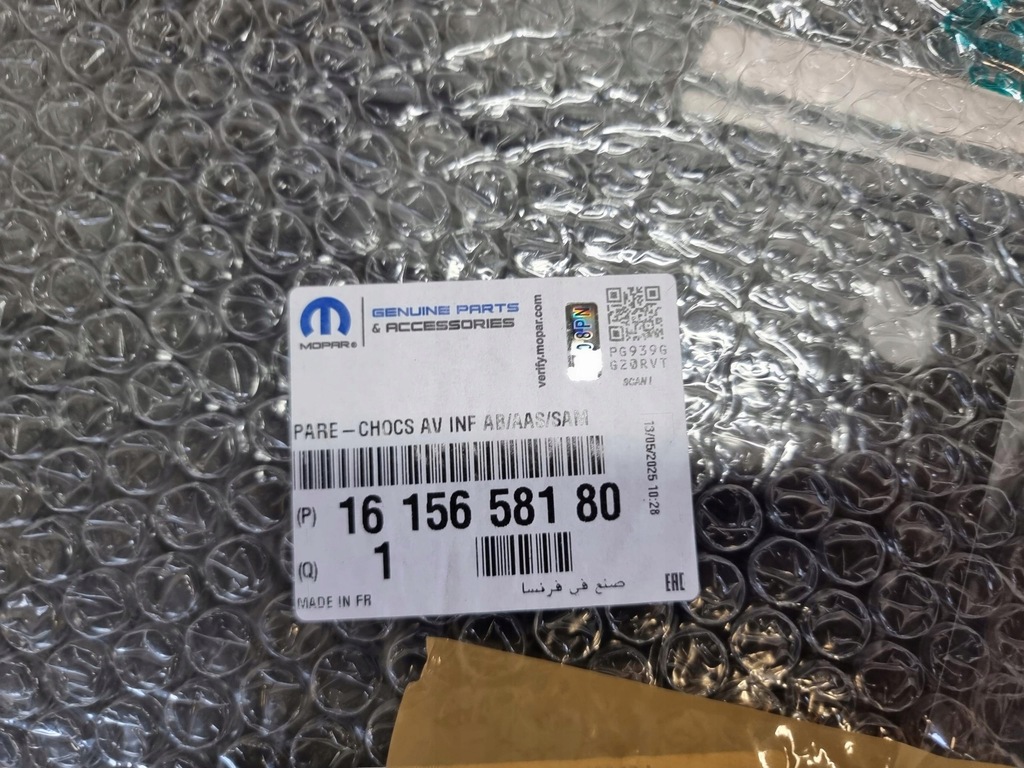 MOPAR®
GENUINE PARTS
& ACCESSORIES
verify.mopar.com
8PN
PG939G
G20RVT
SCAN!
PARE-CHOCS AV INF AB/AAS/SAM
13/05/2025 10:28
(P) 16 156 581 80
(Q) 1
صنع في فرنسا
EAC
MADE IN FR